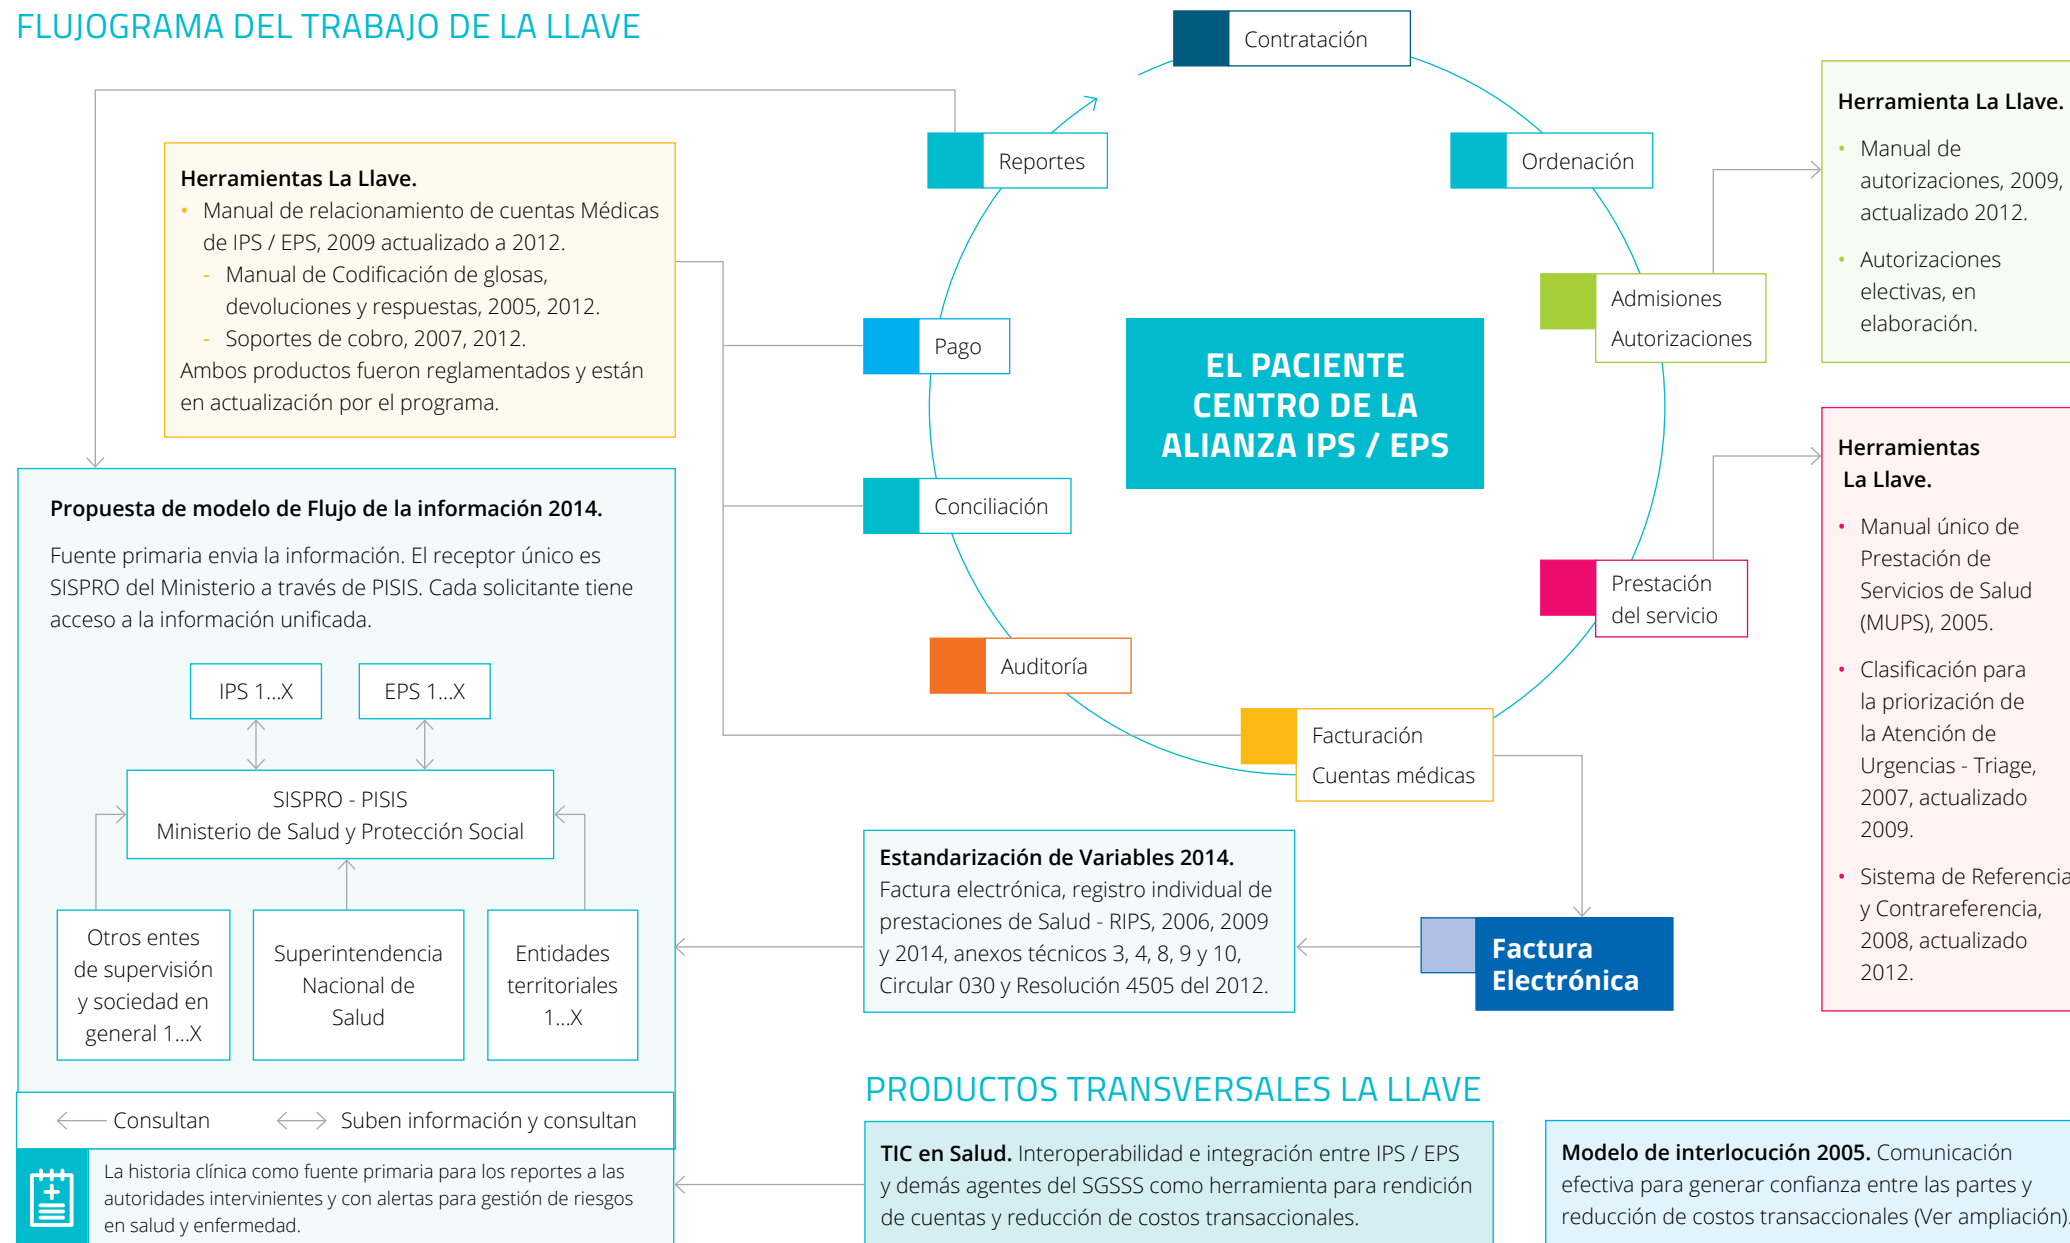 FLUJOGRAMA DEL TRABAJO DE LA LLAVE
Contratación
Reportes
Ordenación
Admisiones
Autorizaciones
Pago
EL PACIENTE
CENTRO DE LA
ALIANZA IPS / EPS
Conciliación
Prestación
del servicio
Auditoría
Facturación
Cuentas médicas
Herramientas La Llave.
• Manual de relacionamiento de cuentas Médicas
de IPS / EPS, 2009 actualizado a 2012.
- Manual de Codificación de glosas,
devoluciones y respuestas, 2005, 2012.
- Soportes de cobro, 2007, 2012.
Ambos productos fueron reglamentados y están
en actualización por el programa.
Herramienta La Llave.
• Manual de
autorizaciones, 2009,
actualizado 2012.
• Autorizaciones
electivas, en
elaboración.
Herramientas
La Llave.
• Manual único de
Prestación de
Servicios de Salud
(MUPS), 2005.
• Clasificación para
la priorización de
la Atención de
Urgencias - Triage,
2007, actualizado
2009.
• Sistema de Referencia
y Contrareferencia,
2008, actualizado
2012.
Propuesta de modelo de Flujo de la información 2014.
Fuente primaria envia la información. El receptor único es
SISPRO del Ministerio a través de PISIS. Cada solicitante tiene
acceso a la información unificada.
IPS 1...X
EPS 1...X
SISPRO - PISIS
Ministerio de Salud y Protección Social
Otros entes
de supervisión
y sociedad en
general 1...X
Superintendencia
Nacional de
Salud
Entidades
territoriales
1...X
Consultan
Suben información y consultan
La historia clínica como fuente primaria para los reportes a las
autoridades intervinientes y con alertas para gestión de riesgos
en salud y enfermedad.
Estandarización de Variables 2014.
Factura electrónica, registro individual de
prestaciones de Salud - RIPS, 2006, 2009
y 2014, anexos técnicos 3, 4, 8, 9 y 10,
Circular 030 y Resolución 4505 del 2012.
Factura
Electrónica
PRODUCTOS TRANSVERSALES LA LLAVE
TIC en Salud. Interoperabilidad e integración entre IPS / EPS
y demás agentes del SGSSS como herramienta para rendición
de cuentas y reducción de costos transaccionales.
Modelo de interlocución 2005. Comunicación
efectiva para generar confianza entre las partes y
reducción de costos transaccionales (Ver ampliación).